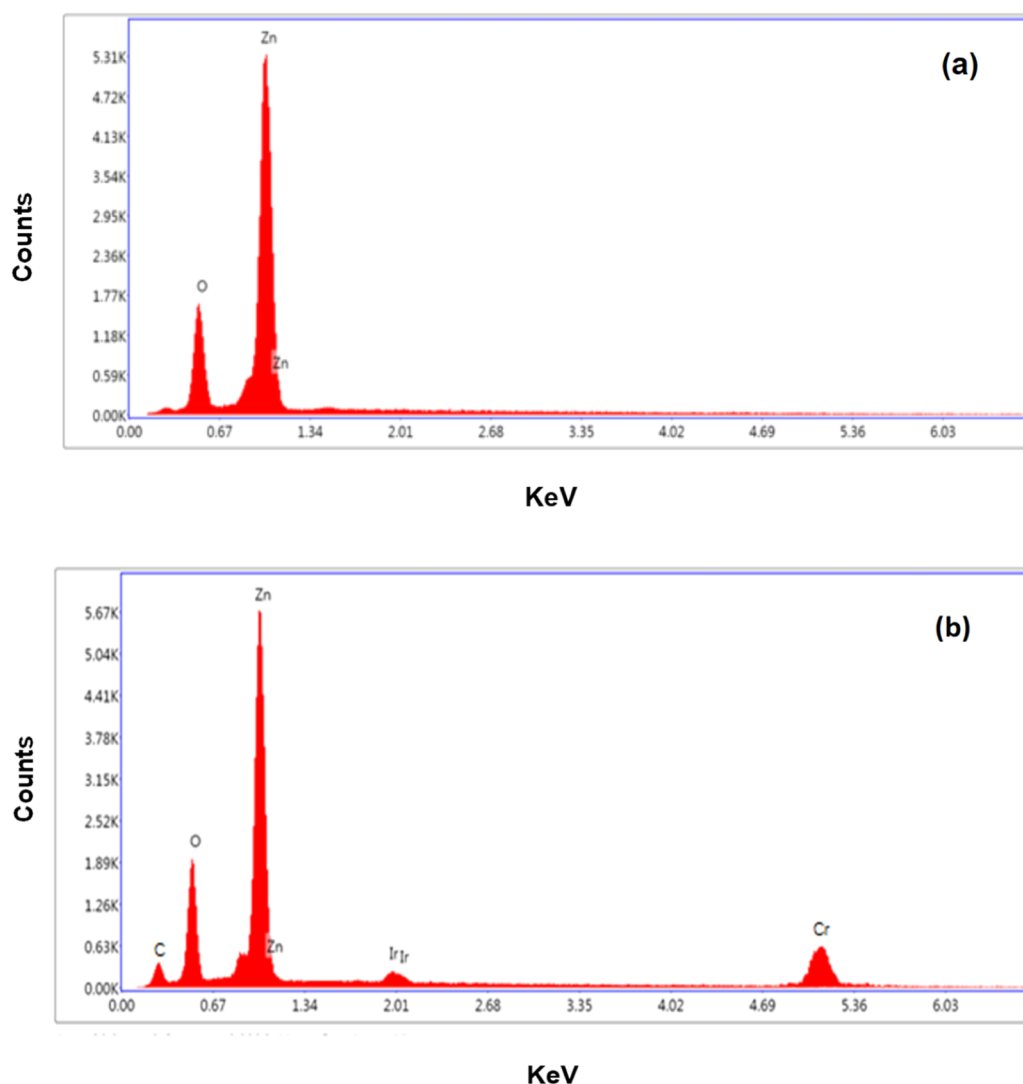 Zn
5.31K
(a)
4.72K
4.13K
3.54K
2.95K
Counts
2.36K
O
1.77K
1.18K
Zn
0.59K
0.00K
0.00 0.67 1.34 2.01 2.68 3.35 4.02 4.69 5.36 6.03
KeV
Zn
5.67K
(b)
5.04K
4.41K
3.78K
Counts
3.15K
2.52K
O
1.89K
1.26K
Cr
C Zn Ir Ir
0.63K
0.00K
0.00 0.67 1.34 2.01 2.68 3.35 4.02 4.69 5.36 6.03
KeV